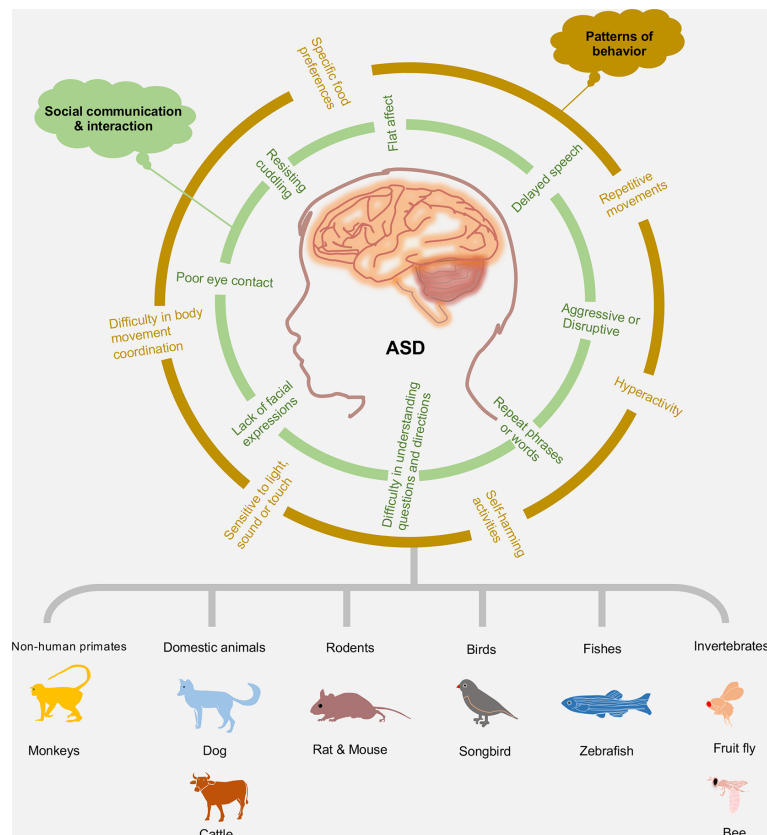 Patterns of
behavior
Social communication
& interaction
Specific food
preferences
Flat affect
Resisting
cuddling
Delayed speech
Repetitive
movements
Poor eye contact
Difficulty in body
movement
coordination
Aggressive or
Disruptive
ASD
Hyperactivity
Lack of facial
expressions
Difficulty in understanding
questions and directions
Repeat phrases
or words
Sensitive to light,
sound or touch
Self-harming
activities
Non-human primates
Domestic animals
Rodents
Birds
Fishes
Invertebrates
Monkeys
Dog
Rat & Mouse
Songbird
Zebrafish
Fruit fly
Cattle
Bee